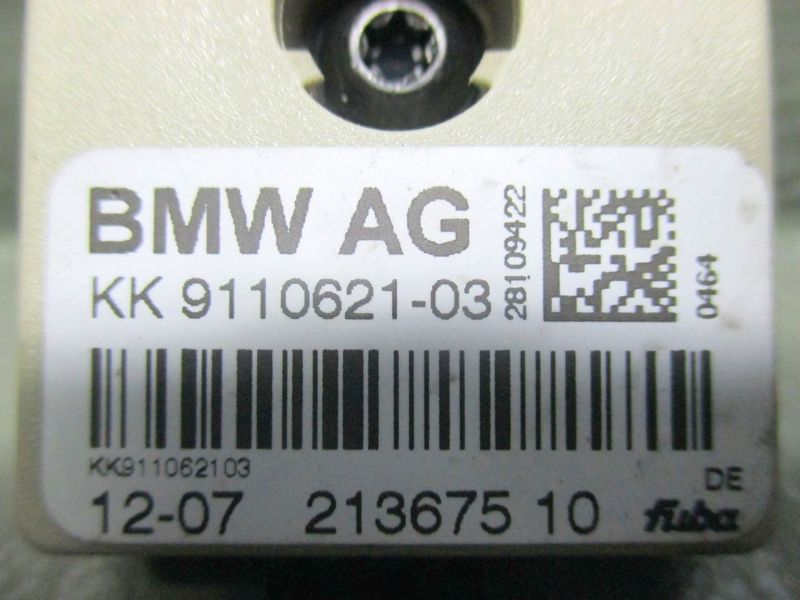 BMW AG
KK 9110621-03
28109422
0464
KK911062103
DE
12-07 213675 10 fuba